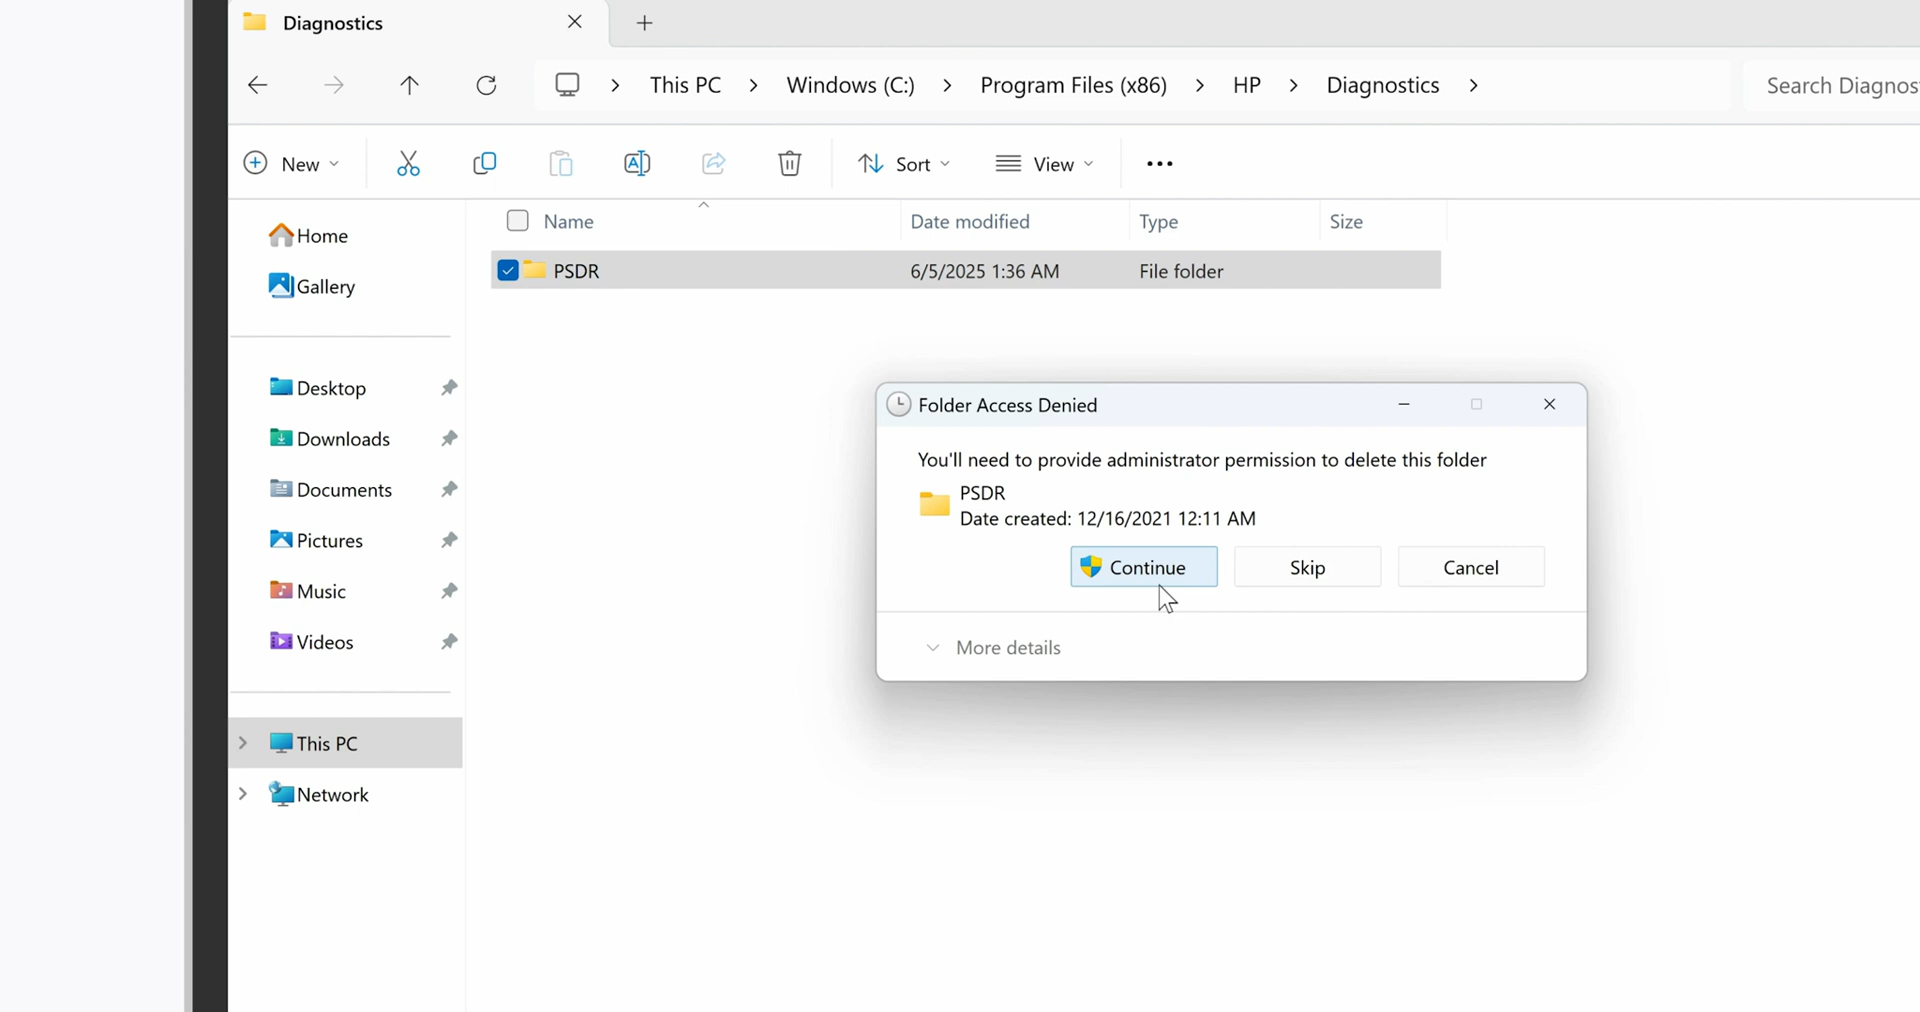 Diagnostics
This PC > Windows (C:) > Program Files (x86) > HP > Diagnostics >
Search Diagnos
New
Sort
View
Name
Date modified
Type
Size
PSDR
6/5/2025 1:36 AM
File folder
Home
Gallery
Desktop
Downloads
Documents
Pictures
Music
Videos
This PC
Network
Folder Access Denied
You'll need to provide administrator permission to delete this folder
PSDR
Date created: 12/16/2021 12:11 AM
Continue
Skip
Cancel
More details